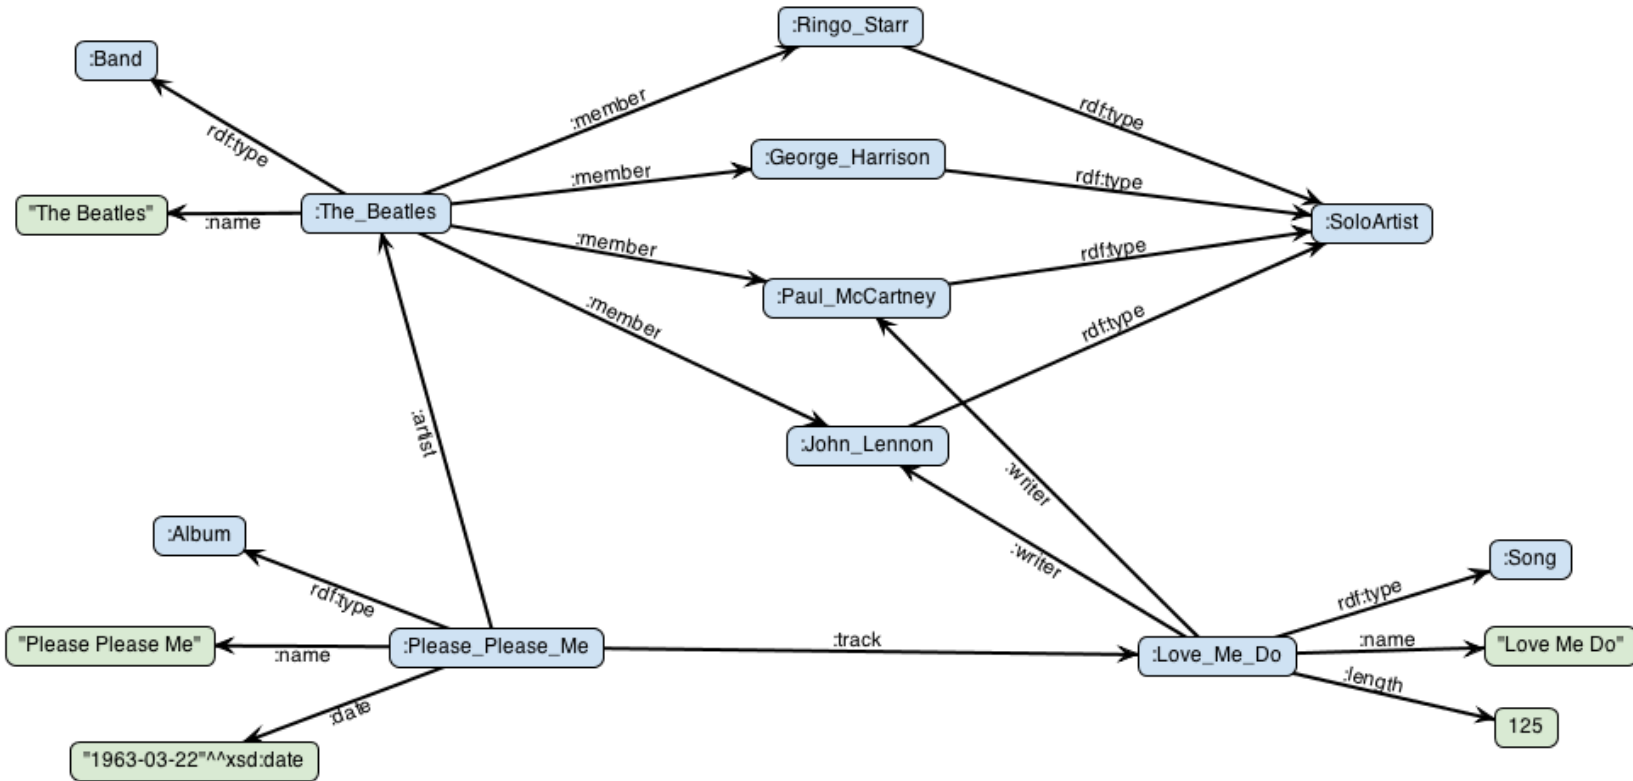 :Ringo_Starr
:Band
:member
rdf:type
rdf:type
:George_Harrison
:member
rdf:type
"The Beatles"
:name
:The_Beatles
:SoloArtist
:member
rdf:type
:Paul_McCartney
:member
rdf:type
:artist
:John_Lennon
:writer
:Album
:writer
:Song
rdf:type
rdf:type
"Please Please Me"
:name
:Please_Please_Me
:track
:Love_Me_Do
:name
"Love Me Do"
:length
:date
125
"1963-03-22"^^xsd:date